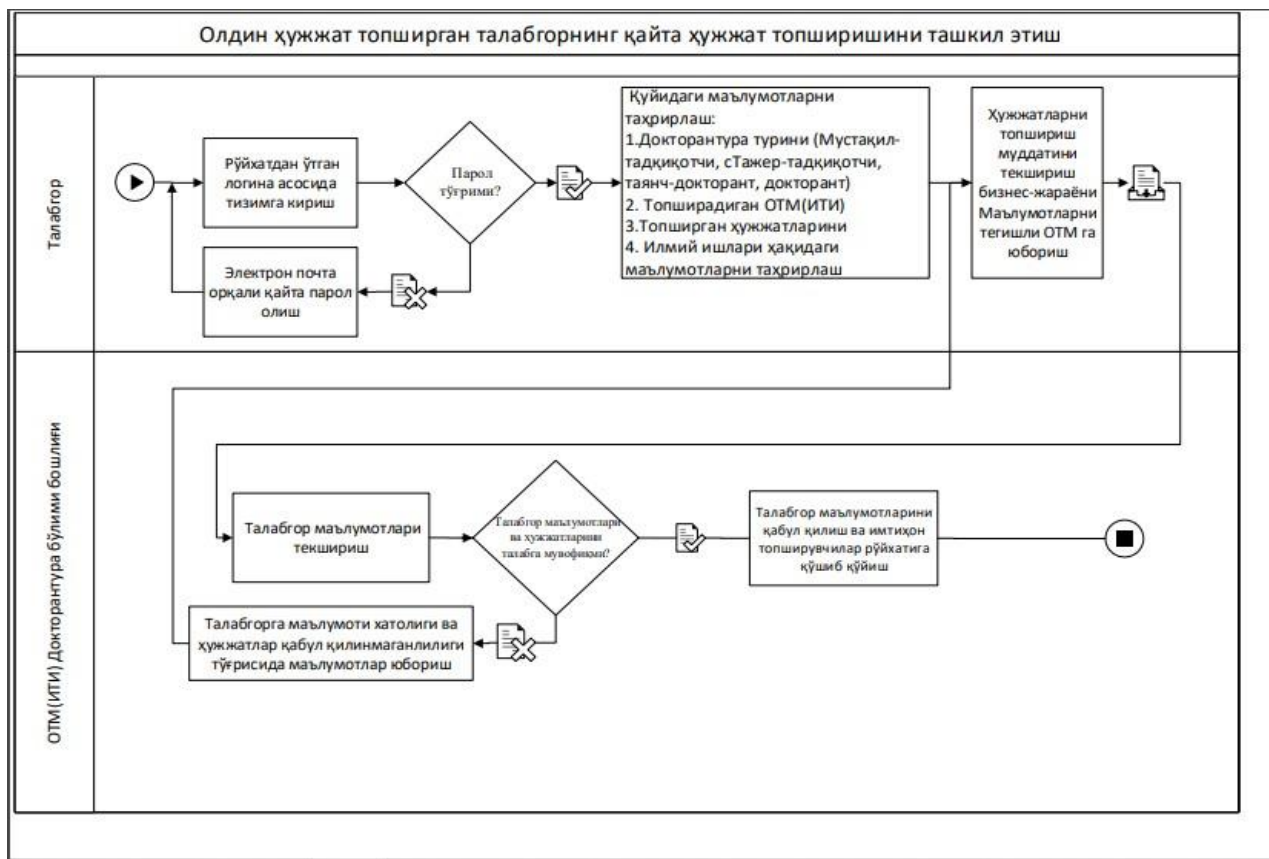 Олдин ҳужжат топширган талабгорнинг қайта ҳужжат топширишини ташкил этиш
Талабгор
Рўйхатдан ўтган
логина асосида
тизимга кириш
Парол
тўғрими?
Электрон почта
орқали қайта парол
олиш
Қуйидаги маълумотларни
таҳрирлаш:
1.Докторантура турини (Мустақил-
тадқиқотчи, сТажер-тадқиқотчи,
таянч-докторант, докторант)
2. Топширадиган ОТМ(ИТИ)
3.Топширган ҳужжатларини
4. Илмий ишлари ҳақидаги
маълумотларни таҳрирлаш
Ҳужжатларни
топшириш
муддатини
текшириш
бизнес-жараёни
Маълумотларни
тегишли ОТМ га
юбориш
ОТМ(ИТИ) Докторантура бўлими бошлиғи
Талабгор маълумотлари
текшириш
Талабгор маълумотлари
ва ҳужжатларини
талабга мувофиқми?
Талабгор маълумотларини
қабул қилиш ва имтиҳон
топширувчилар рўйхатига
қўшиб қўйиш
Талабгорга маълумоти хатолиги ва
ҳужжатлар қабул қилинмаганлилиги
тўғрисида маълумотлар юбориш